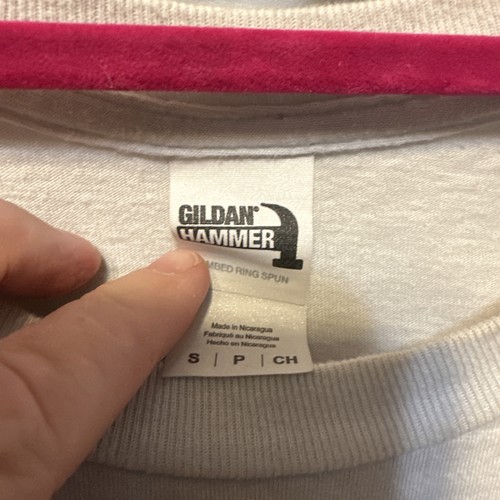 GILDAN®
HAMMER
RING SPUN
Made in Nicaragua
Fabriqué au Nicaragua
Hecho en Nicaragua
S | P | CH